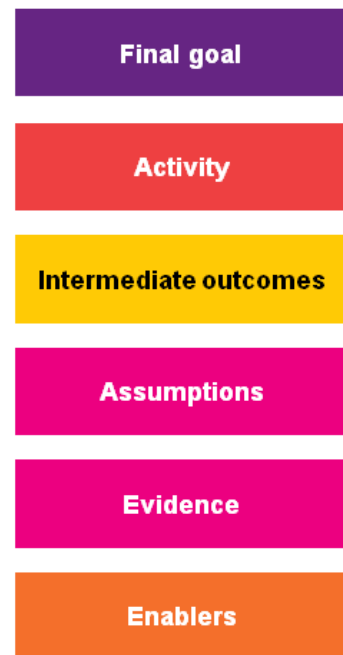 Final goal
Activity
Intermediate outcomes
Assumptions
Evidence
Enablers